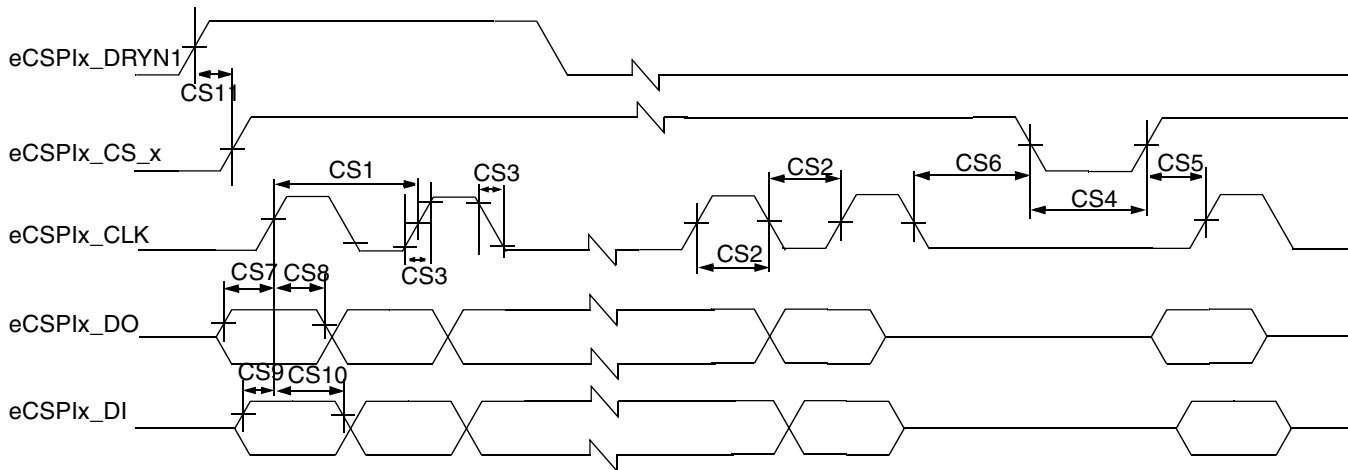 eCSPIx_DRYN1
CS11
eCSPIx_CS_x
CS1
CS3
CS2
CS6
CS5
CS4
eCSPIx_CLK
CS3
CS2
CS7
CS8
eCSPIx_DO
CS9
CS10
eCSPIx_DI